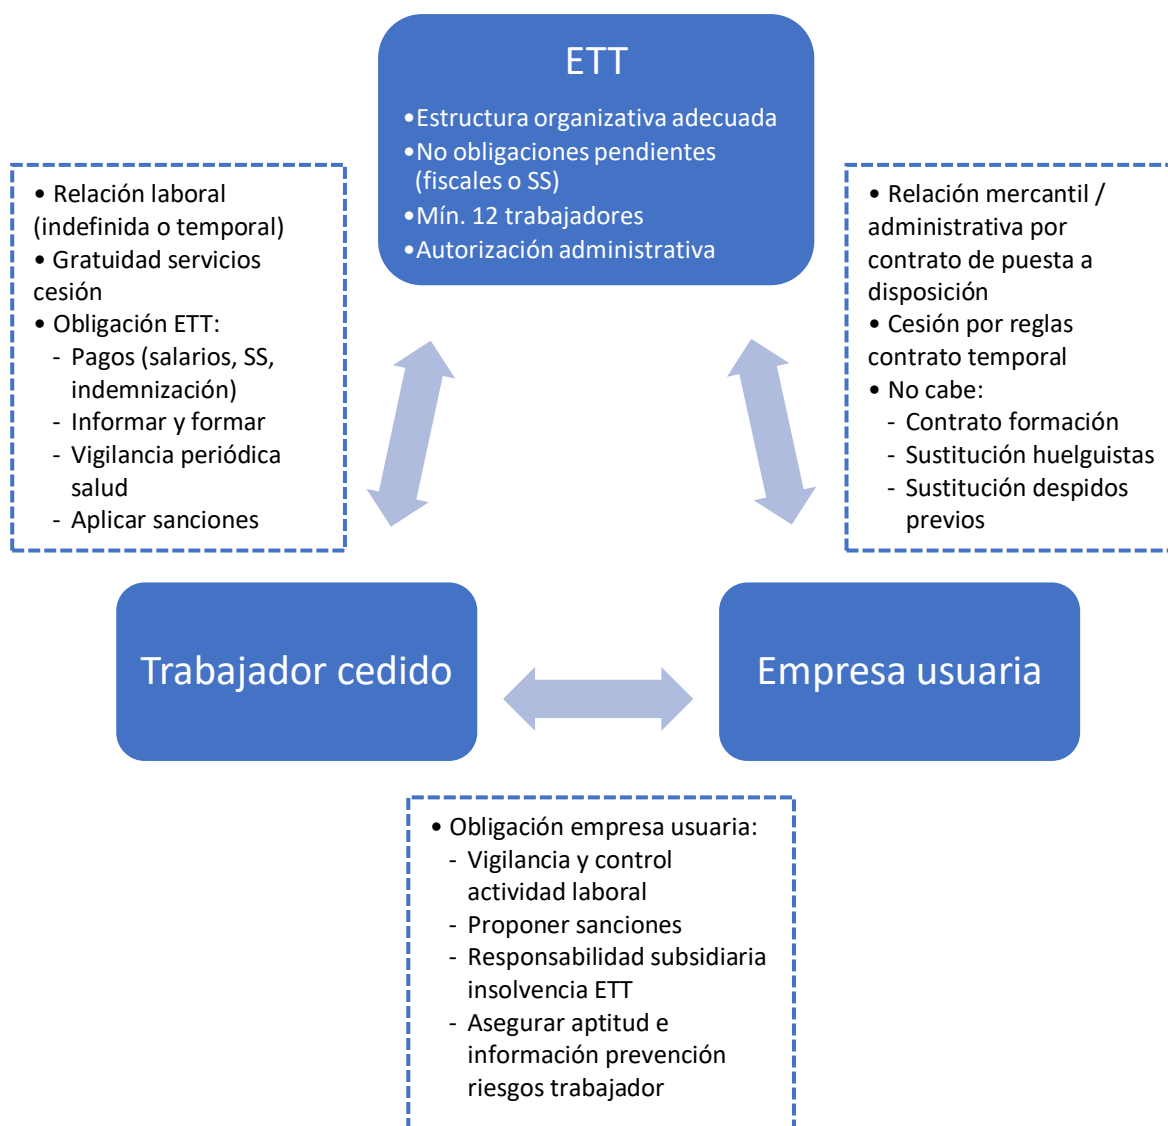 ETT
•Estructura organizativa adecuada
•No obligaciones pendientes
(fiscales o SS)
•Mín. 12 trabajadores
•Autorización administrativa
• Relación laboral
(indefinida o temporal)
• Gratuidad servicios
cesión
• Obligación ETT:
- Pagos (salarios, SS,
indemnización)
- Informar y formar
- Vigilancia periódica
salud
- Aplicar sanciones
• Relación mercantil /
administrativa por
contrato de puesta a
disposición
• Cesión por reglas
contrato temporal
• No cabe:
- Contrato formación
- Sustitución huelguistas
- Sustitución despidos
previos
Trabajador cedido
Empresa usuaria
• Obligación empresa usuaria:
- Vigilancia y control
actividad laboral
- Proponer sanciones
- Responsabilidad subsidiaria
insolvencia ETT
- Asegurar aptitud e
información prevención
riesgos trabajador